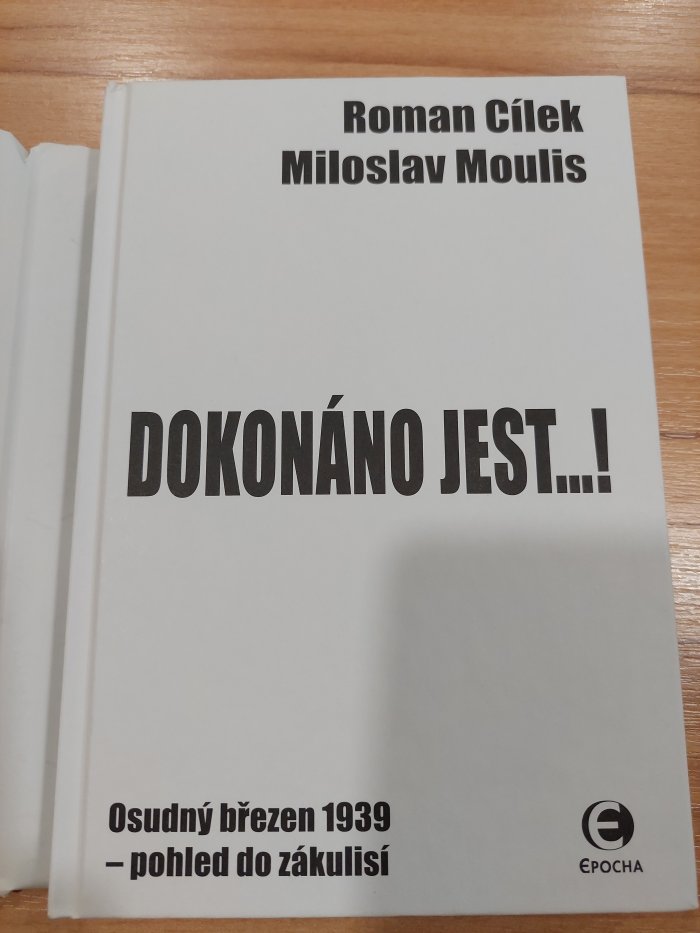 Roman Cílek
Miloslav Moulis
DOKONÁNO JEST...!
Osudný březen 1939
– pohled do zákulisí
EPOCHA